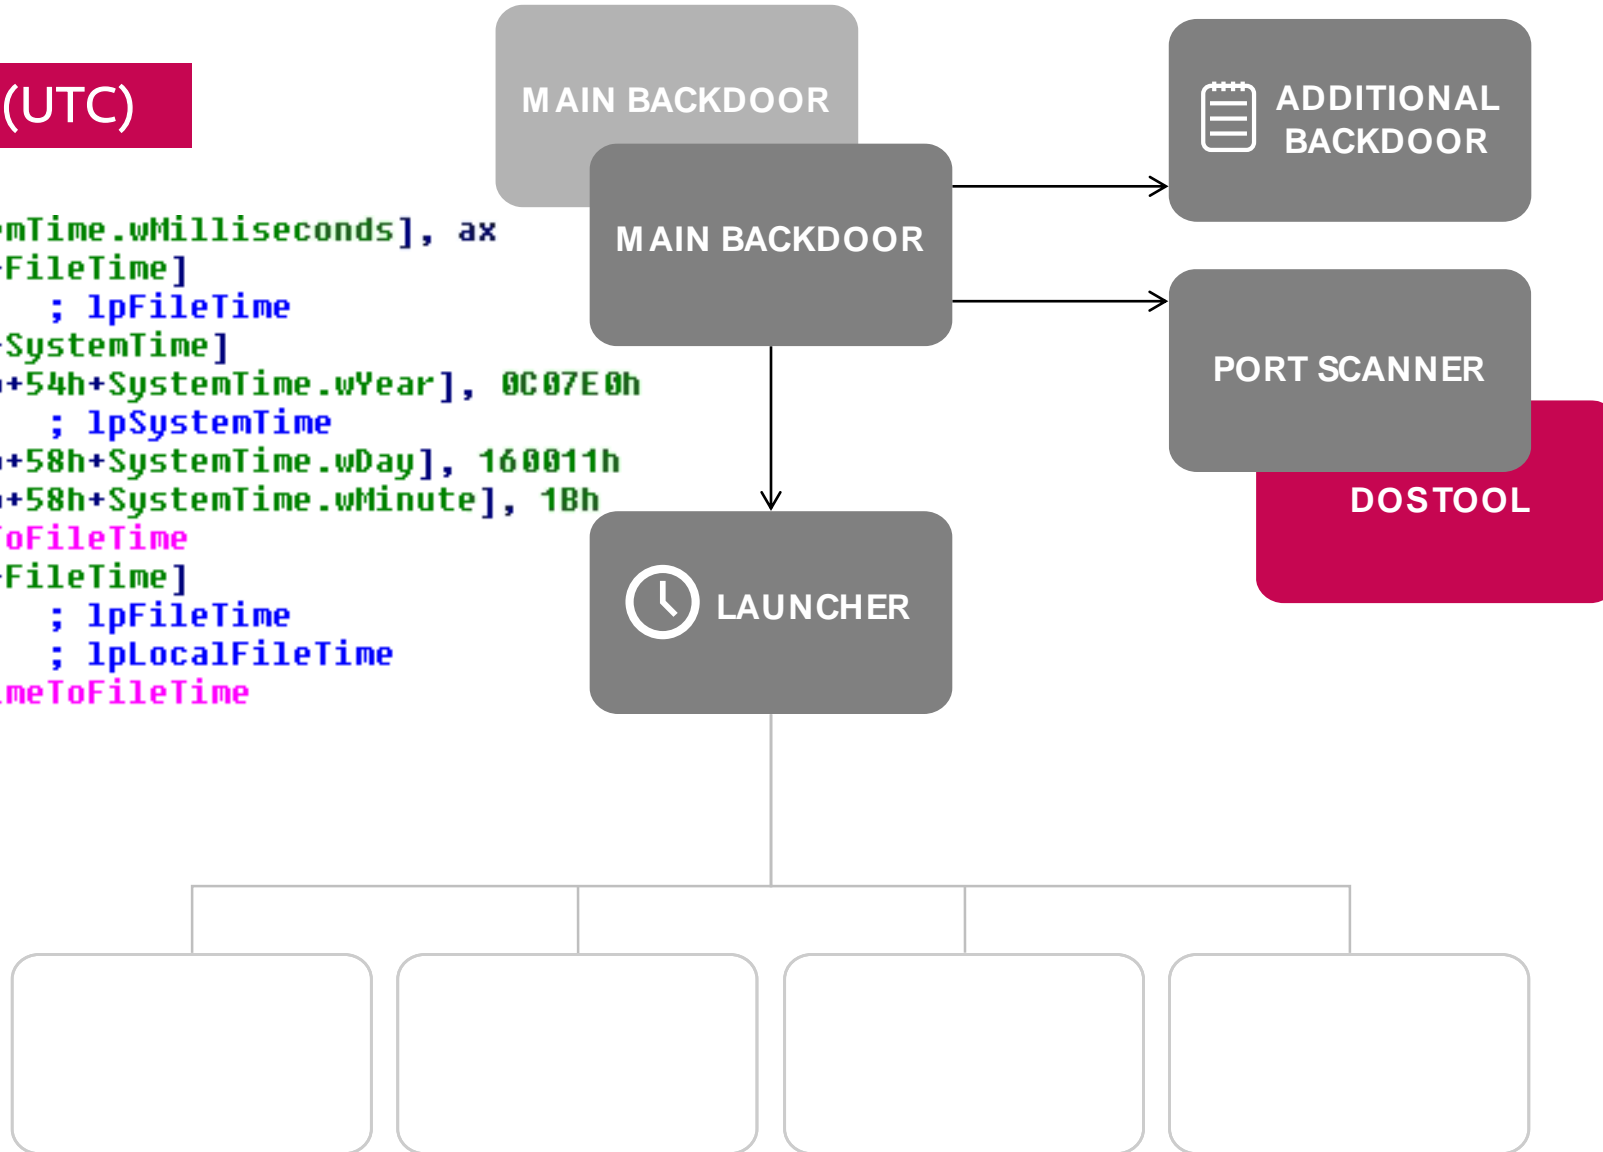 (UTC)
mTime.wMilliseconds], ax
FileTime]
; lpFileTime
SystemTime]
+54h+SystemTime.wYear], 0C07E0h
; lpSystemTime
+58h+SystemTime.wDay], 160011h
+58h+SystemTime.wMinute], 1Bh
oFileTime
FileTime]
; lpFileTime
; lpLocalFileTime
meToFileTime
MAIN BACKDOOR
MAIN BACKDOOR
ADDITIONAL
BACKDOOR
PORT SCANNER
DOSTOOL
LAUNCHER